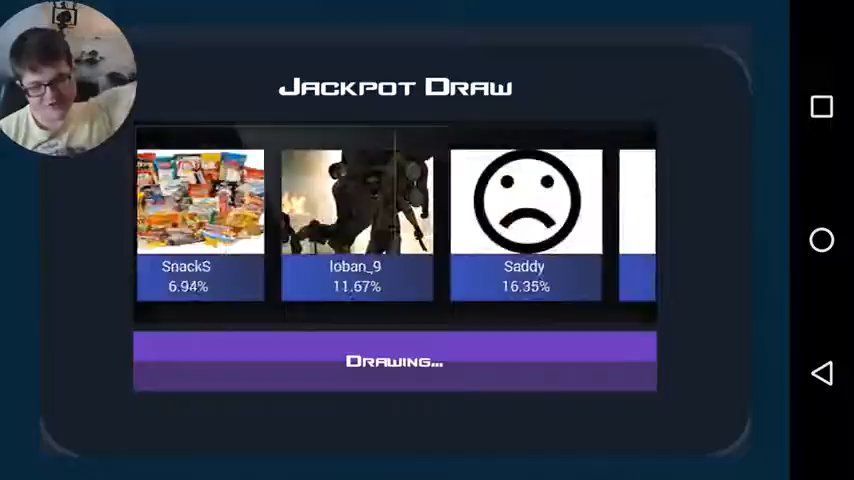 Jackpot Draw
SnackS
6.94%
loban_9
11.67%
Saddy
16.35%
Drawing...